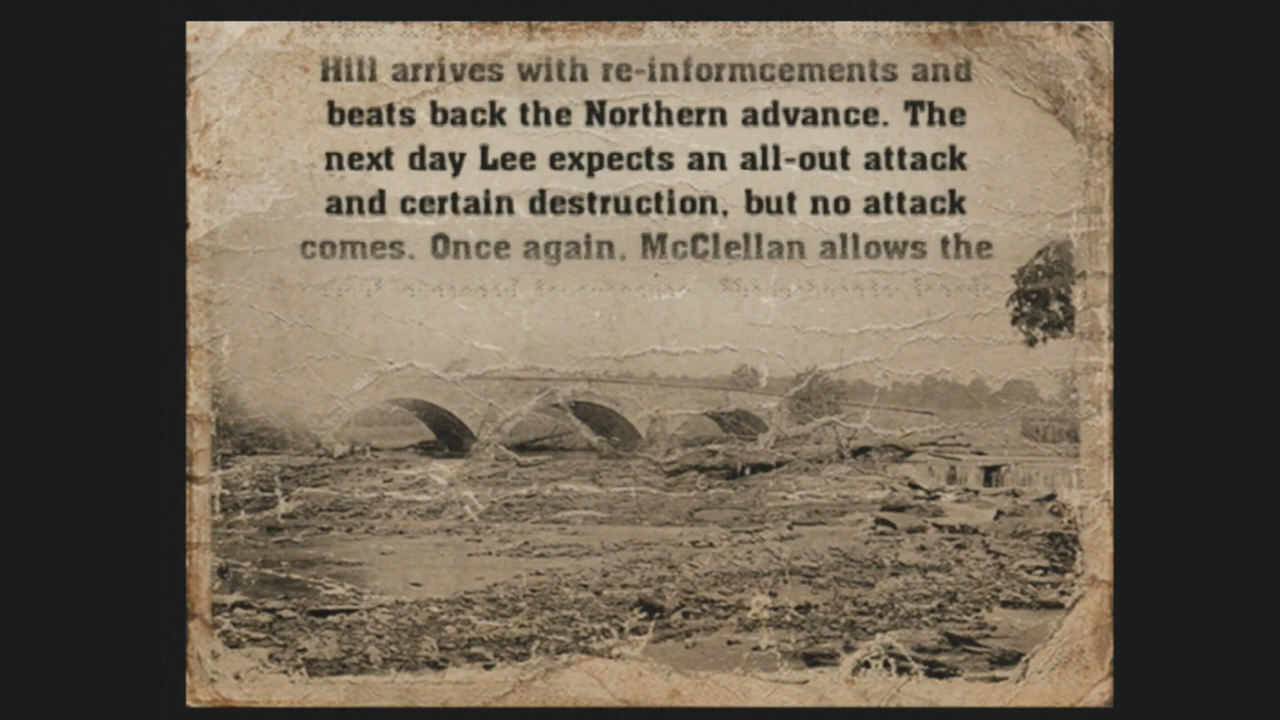 Hill arrives with re-informcements and
beats back the Northern advance. The
next day Lee expects an all-out attack
and certain destruction, but no attack
comes. Once again, McClellan allows the